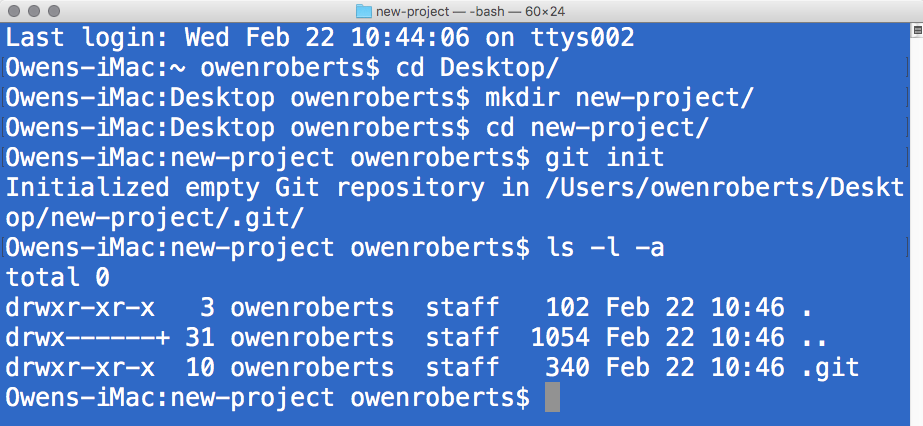 new-project — -bash — 60×24
Last login: Wed Feb 22 10:44:06 on ttys002
Owens-iMac:~ owenroberts$ cd Desktop/
Owens-iMac:Desktop owenroberts$ mkdir new-project/
Owens-iMac:Desktop owenroberts$ cd new-project/
Owens-iMac:new-project owenroberts$ git init
Initialized empty Git repository in /Users/owenroberts/Deskt
op/new-project/.git/
Owens-iMac:new-project owenroberts$ ls -l -a
total 0
drwxr-xr-x   3 owenroberts  staff   102 Feb 22 10:46 .
drwx------+ 31 owenroberts  staff  1054 Feb 22 10:46 ..
drwxr-xr-x  10 owenroberts  staff   340 Feb 22 10:46 .git
Owens-iMac:new-project owenroberts$